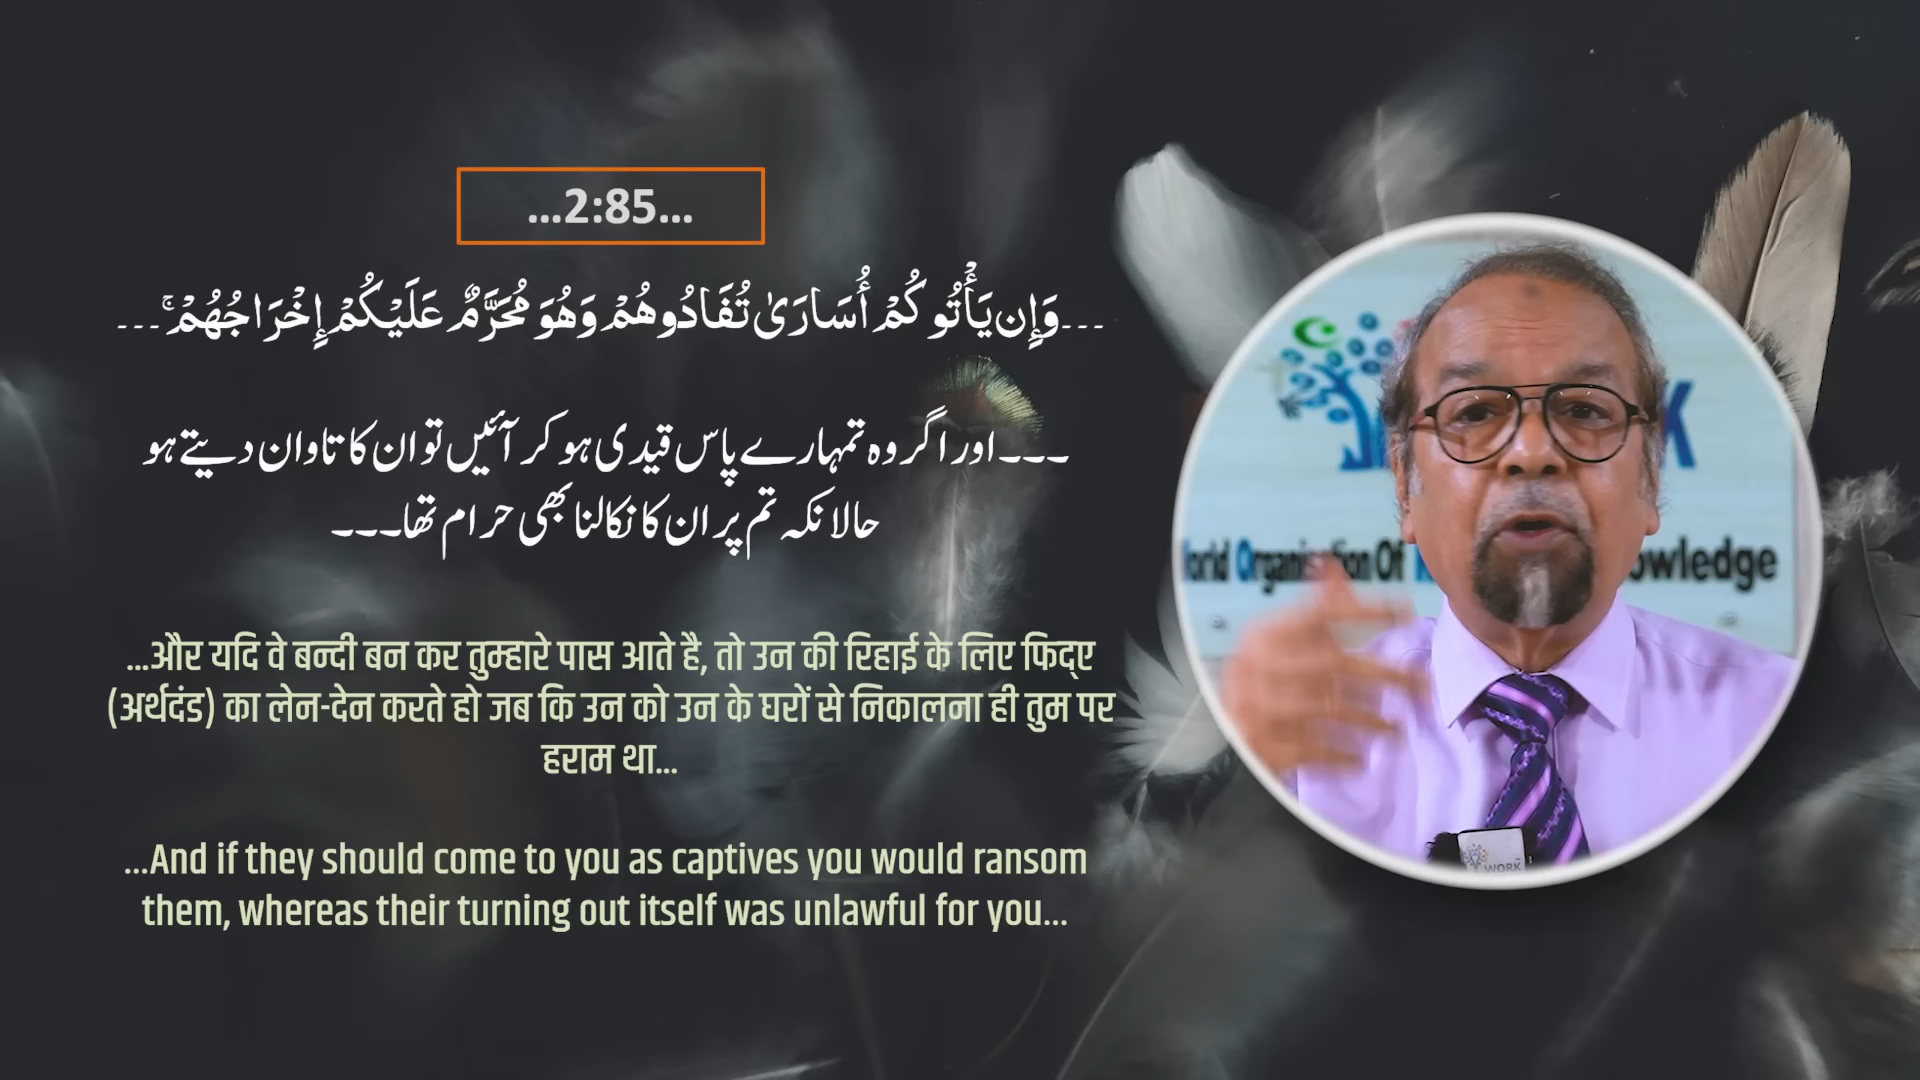 ...2:85...
---وَإِن يَأْتُوكُمْ أُسَارَىٰ تُفَادُوهُمْ وَهُوَ مُحَرَّمٌ عَلَيْكُمْ إِخْرَاجُهُمْ ۚ---
۔۔۔اور اگر وہ تمہارے پاس قیدی ہو کر آئیں تو ان کا تاوان دیتے ہو
حالانکہ تم پر ان کا نکالنا بھی حرام تھا۔۔۔
...और यदि वे बन्दी बन कर तुम्हारे पास आते है, तो उन की रिहाई के लिए फिद्ए
(अर्थदंड) का लेन-देन करते हो जब कि उन को उन के घरों से निकालना ही तुम पर
हराम था...
...And if they should come to you as captives you would ransom
them, whereas their turning out itself was unlawful for you...
K
Of
WORK